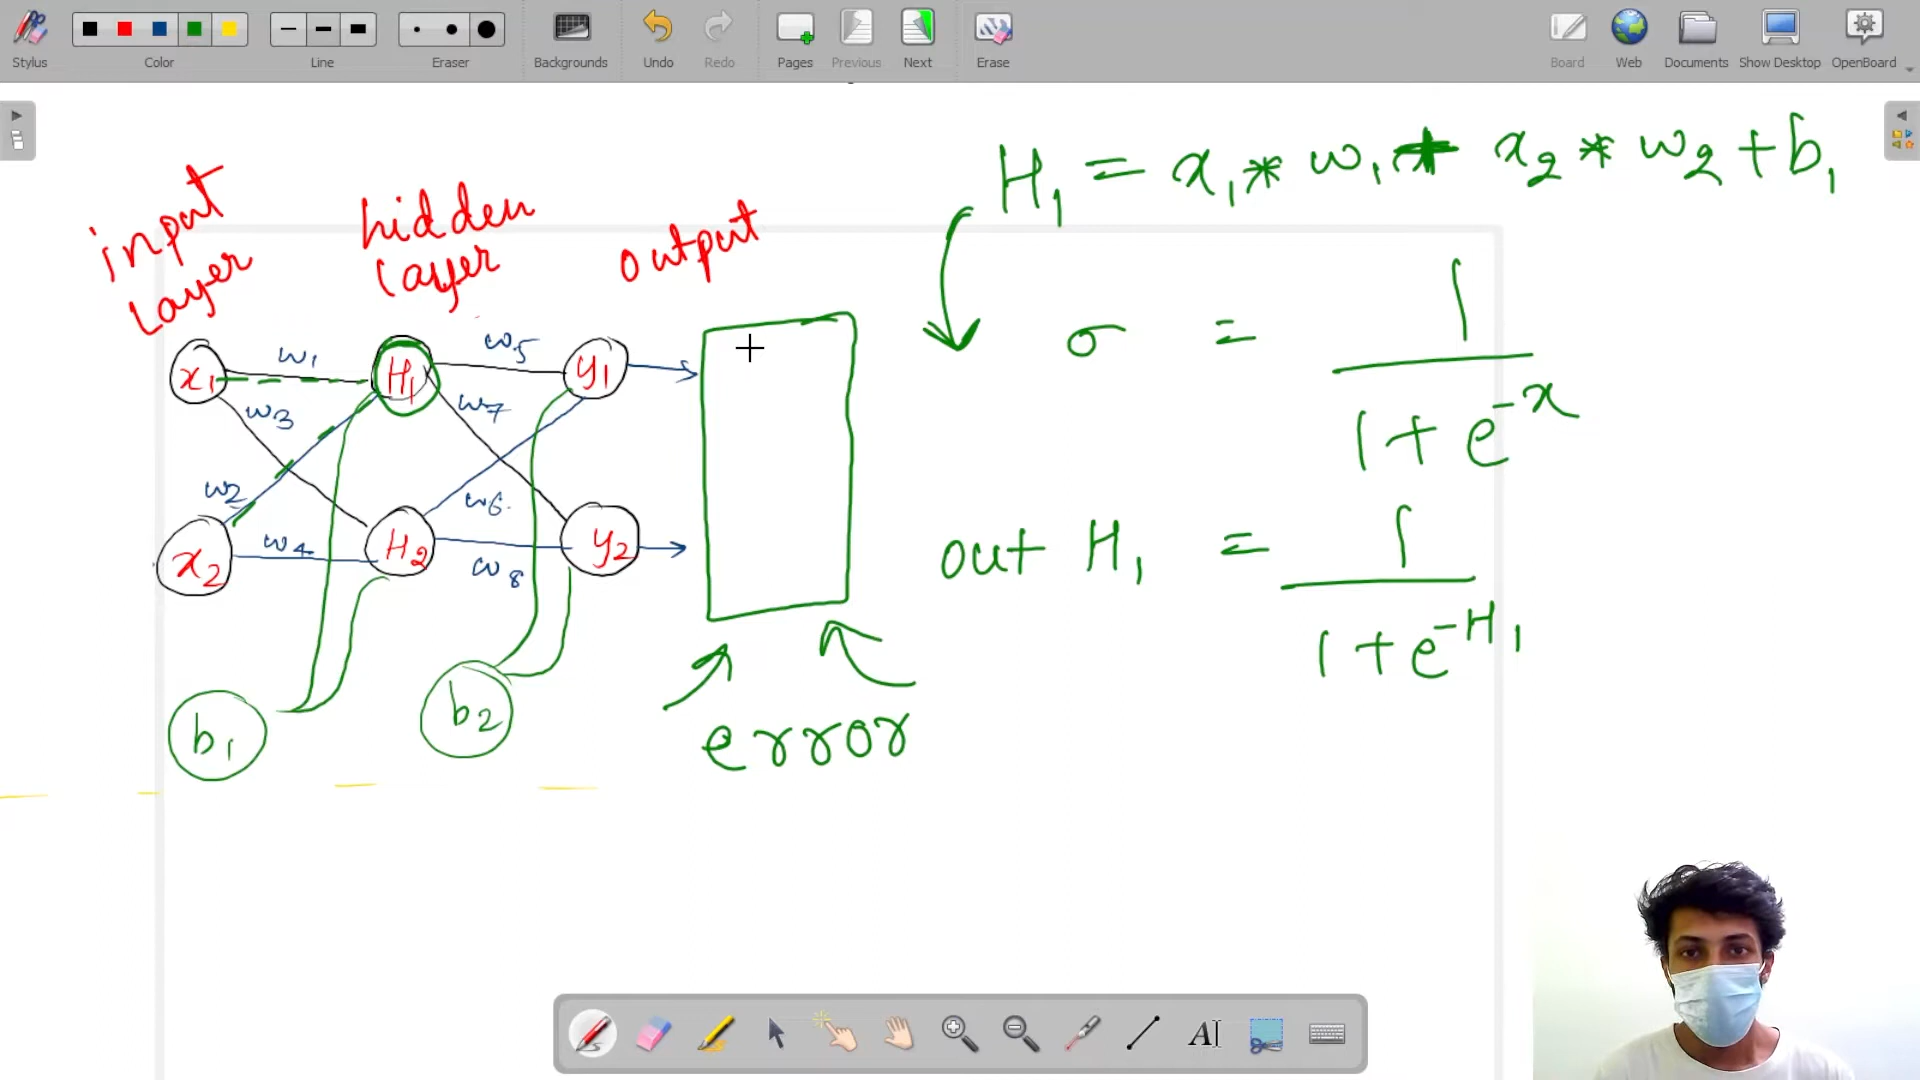 Stylus
Color
Line
Eraser
Backgrounds
Undo
Redo
Pages
Previous
Next
Erase
Board
Web
Documents
Show Desktop
OpenBoard
input
layer
hidden
layer
output
H1 = x1 * w1 + x2 * w2 + b1
σ = 1 / 1 + e^-x
out H1 = 1 / 1 + e^-H1
x1
w1
H1
w5
y1
w3
w7
w2
w6
x2
w4
H2
w8
y2
b1
b2
error
AI